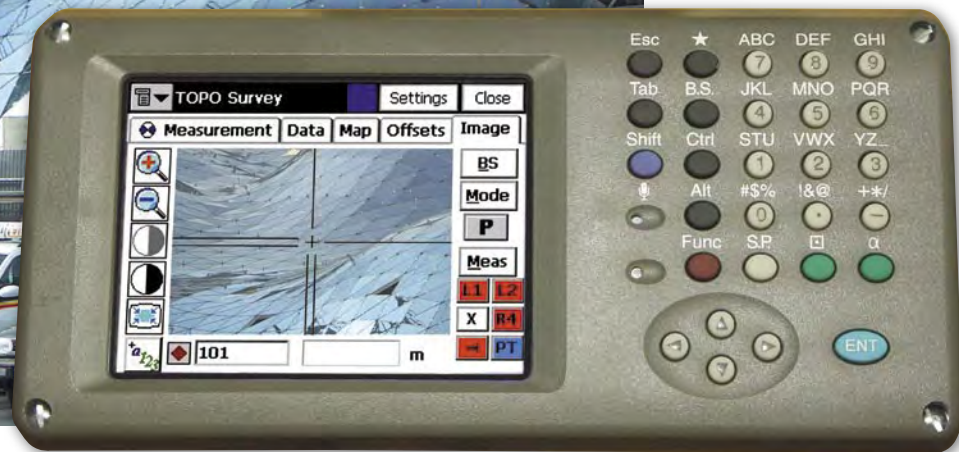 TOPO Survey Settings Close
Measurement Data Map Offsets Image
BS
Mode
P
Meas
L1 L2
X R4
PT
+a123 101 m
Esc ★ ABC DEF GHI
7 8 9
Tab B.S. JKL MNO PQR
4 5 6
Shift Ctrl STU VWX YZ_
1 2 3
Alt #$% !&@ +*/
0 • −
Func S.P. α
ENT